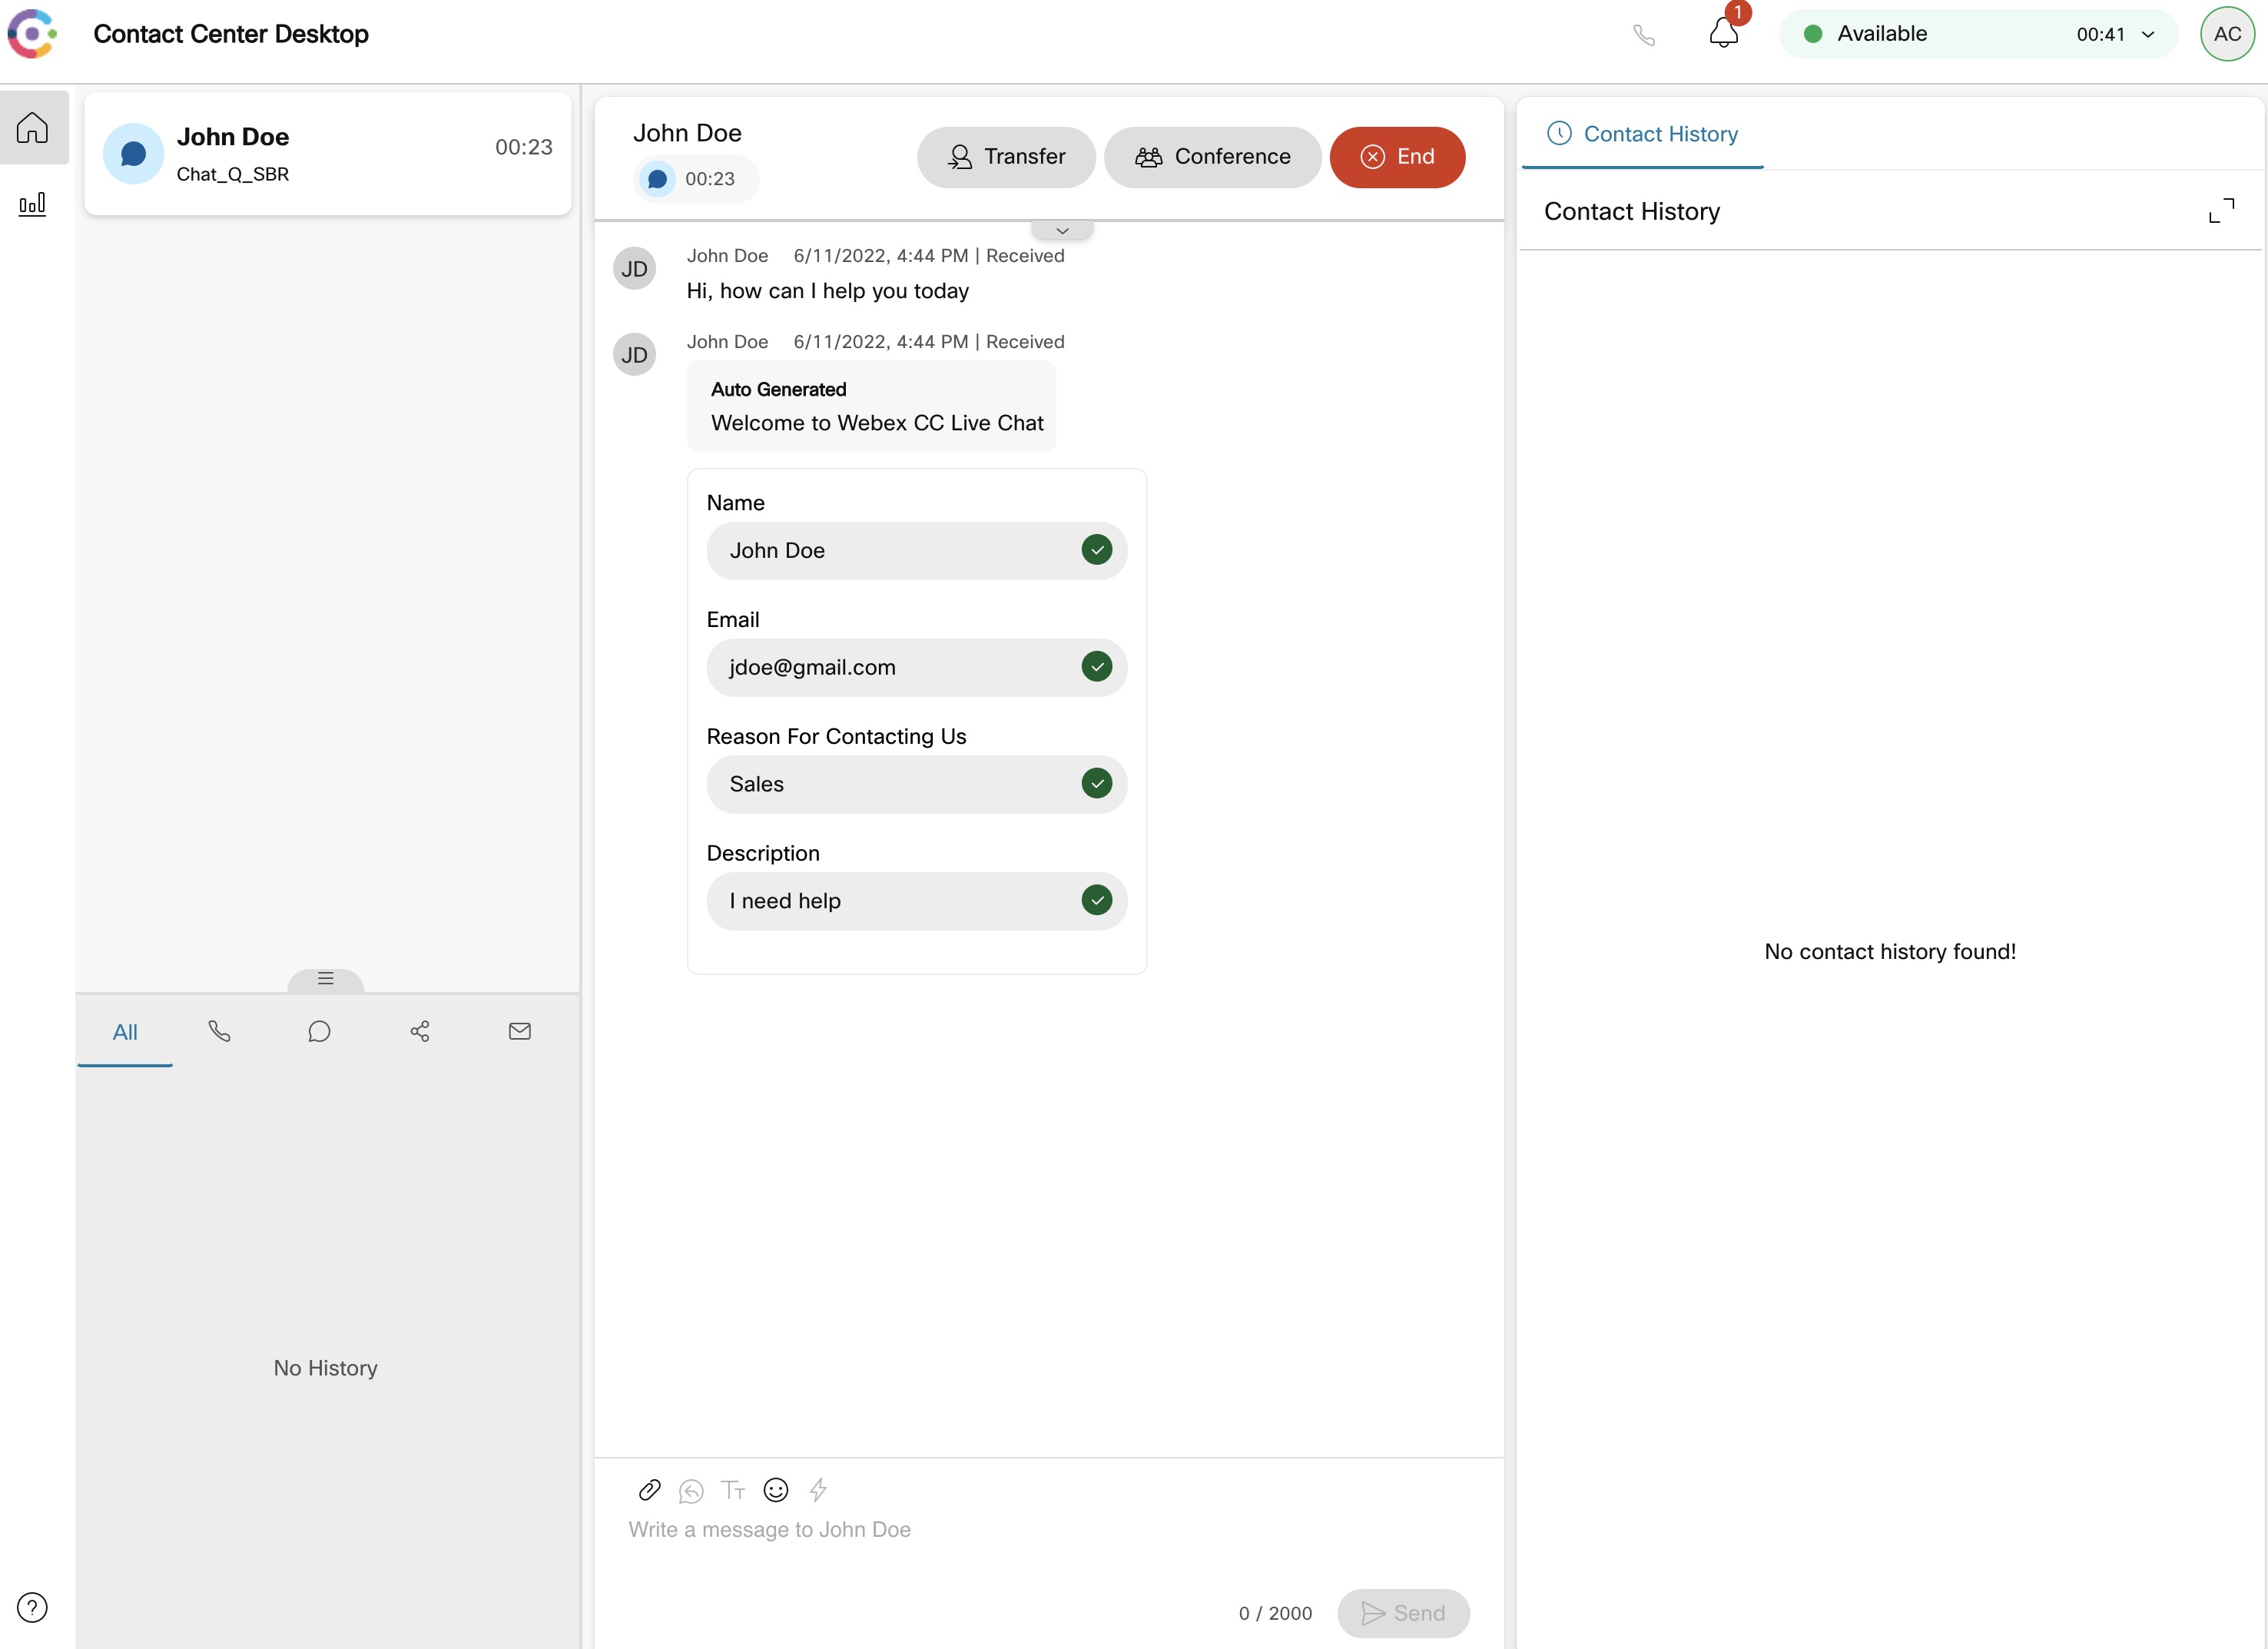 Contact Center Desktop
1
Available
00:41
AC
John Doe
00:23
Chat_Q_SBR
All
No History
?
John Doe
00:23
Transfer
Conference
End
JD
John Doe 6/11/2022, 4:44 PM | Received
Hi, how can I help you today
JD
John Doe 6/11/2022, 4:44 PM | Received
Auto Generated
Welcome to Webex CC Live Chat
Name
John Doe
Email
jdoe@gmail.com
Reason For Contacting Us
Sales
Description
I need help
Tт
Write a message to John Doe
0 / 2000
Send
Contact History
Contact History
No contact history found!